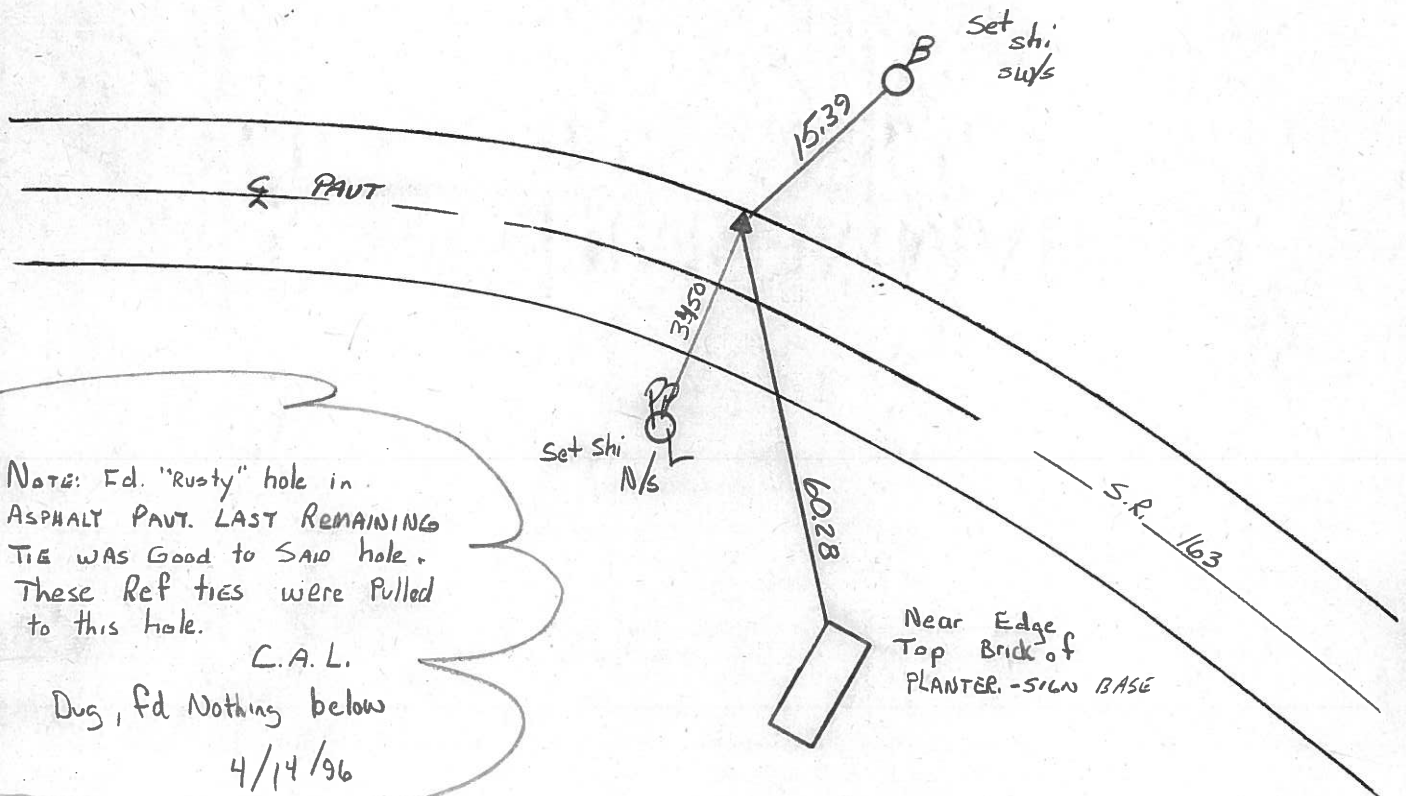 Set
shi
sw/s
B
15.39
℄ PAVT
34.50
PP
Set Shi
N/s
60.28
S.R. 163
Near Edge
Top Brick of
PLANTER.-SIGN BASE
NOTE: Fd. "Rusty" hole in
ASPHALT PAVT. LAST REMAINING
TIE WAS Good to SAID hole.
These Ref ties were Pulled
to this hole.
C.A.L.
Dug, fd Nothing below
4/14/96